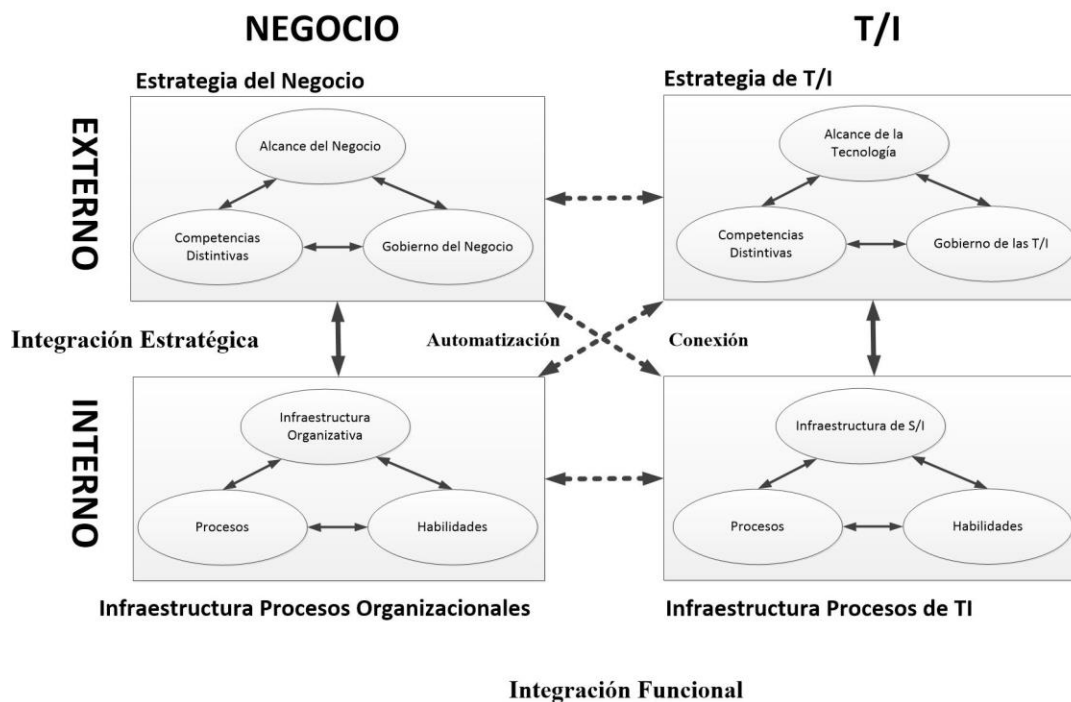 NEGOCIO
T/I
Estrategia del Negocio
Estrategia de T/I
EXTERNO
Alcance del Negocio
Competencias
Distintivas
Gobierno del Negocio
Alcance de la
Tecnología
Competencias
Distintivas
Gobierno de las T/I
Integración Estratégica
Automatización
Conexión
INTERNO
Infraestructura
Organizativa
Procesos
Habilidades
Infraestructura de S/I
Procesos
Habilidades
Infraestructura Procesos Organizacionales
Infraestructura Procesos de TI
Integración Funcional